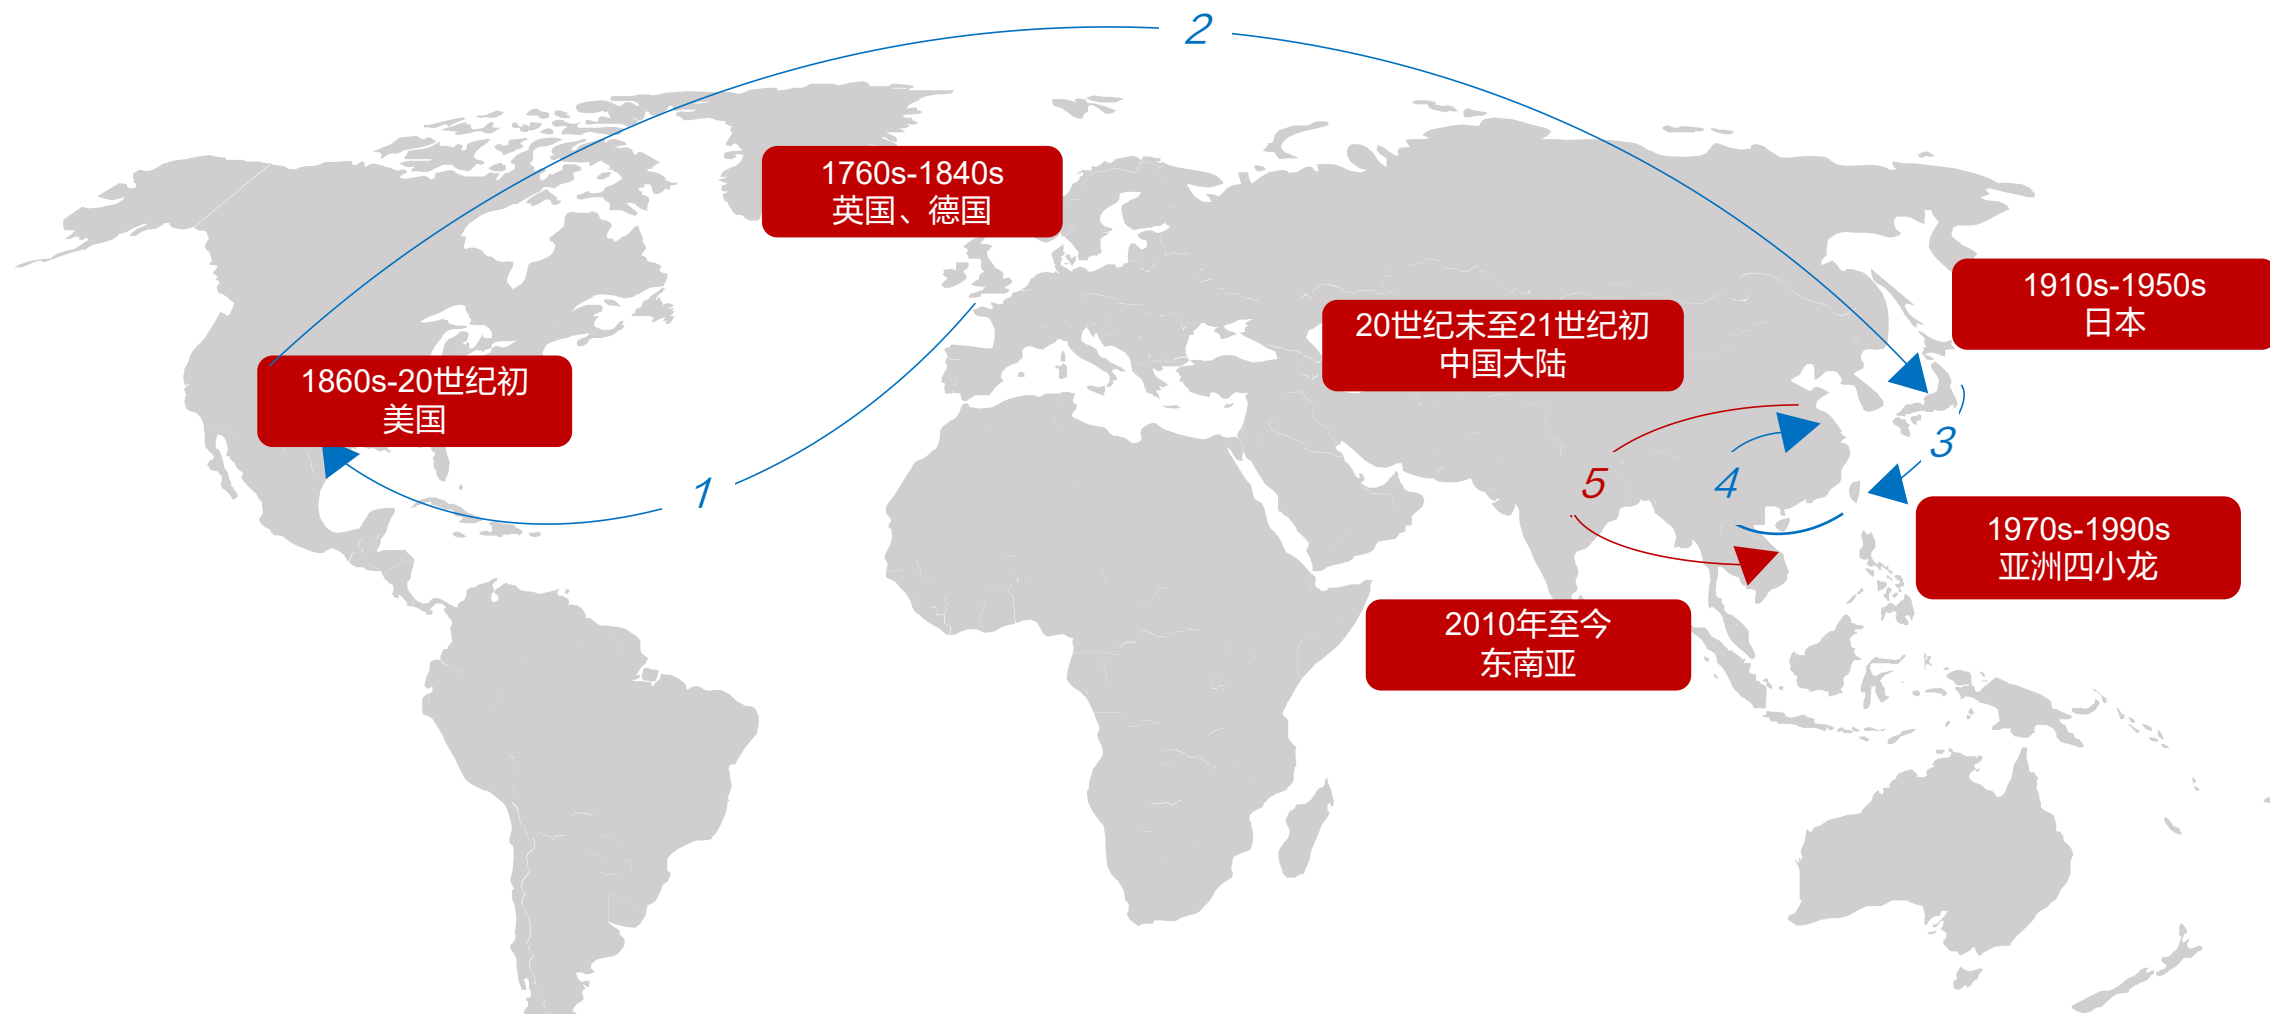 2
1760s-1840s
英国、德国
1910s-1950s
日本
20世纪末至21世纪初
中国大陆
1860s-20世纪初
美国
3
5
4
1
1970s-1990s
亚洲四小龙
2010年至今
东南亚